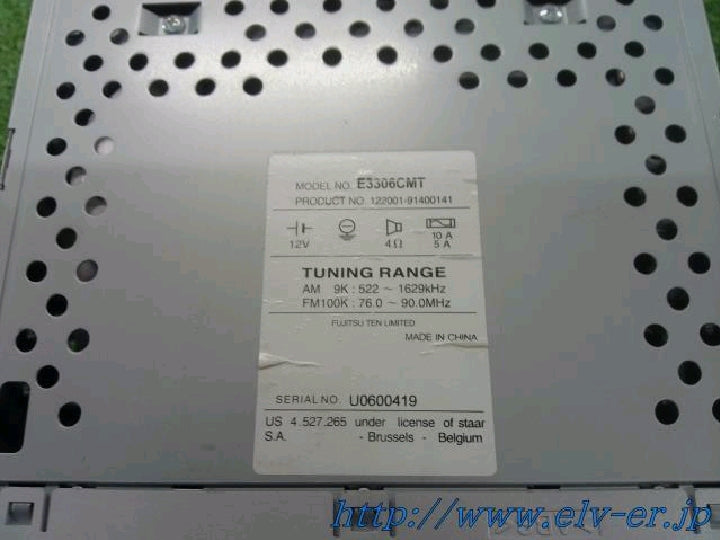 MODEL NO. E3306CMT
PRODUCT NO. 122001-91400141
12V 4Ω 10A
5A
TUNING RANGE
AM 9K : 522 ~ 1629kHz
FM100K : 76.0 ~ 90.0MHz
FUJITSU TEN LIMITED
MADE IN CHINA
SERIAL NO. U0600419
US 4.527.265 under license of staar
S.A. - Brussels - Belgium
http://www.elv-er.jp/